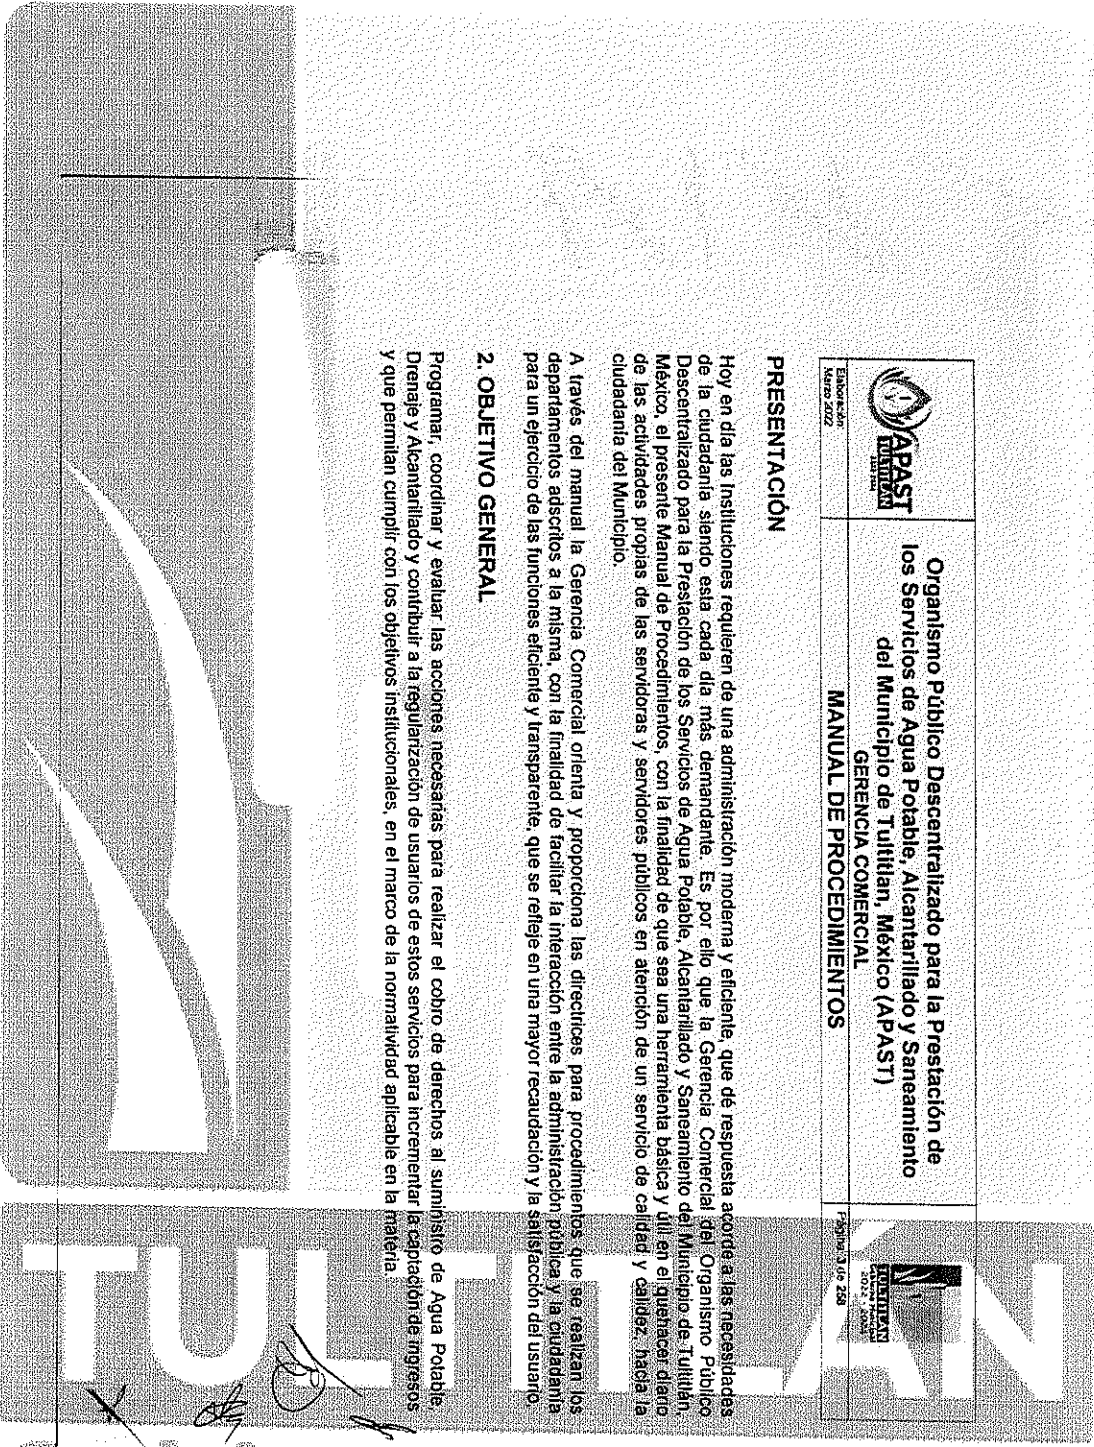 APAST
TULTITLÁN
2022-2024
Organismo Público Descentralizado para la Prestación de
los Servicios de Agua Potable, Alcantarillado y Saneamiento
del Municipio de Tultitlan, México (APAST)
GERENCIA COMERCIAL
MANUAL DE PROCEDIMIENTOS
TULTITLÁN
2022 - 2024
Elaboración:
Marzo 2022
Página 3 de 258
PRESENTACIÓN
Hoy en día las Instituciones requieren de una administración moderna y eficiente, que dé respuesta acorde a las necesidades
de la ciudadanía siendo esta cada día más demandante. Es por ello que la Gerencia Comercial del Organismo Público
Descentralizado para la Prestación de los Servicios de Agua Potable, Alcantarillado y Saneamiento del Municipio de Tultitlán,
México, el presente Manual de Procedimientos, con la finalidad de que sea una herramienta básica y útil en el quehacer diario
de las actividades propias de las servidoras y servidores públicos en atención de un servicio de calidad y calidez, hacia la
ciudadanía del Municipio.
A través del manual la Gerencia Comercial orienta y proporciona las directrices para procedimientos que se realizan los
departamentos adscritos a la misma, con la finalidad de facilitar la interacción entre la administración pública y la ciudadanía
para un ejercicio de las funciones eficiente y transparente, que se refleje en una mayor recaudación y la satisfacción del usuario.
2. OBJETIVO GENERAL
Programar, coordinar y evaluar las acciones necesarias para realizar el cobro de derechos al suministro de Agua Potable,
Drenaje y Alcantarillado y contribuir a la regularización de usuarios de estos servicios para incrementar la captación de ingresos
y que permitan cumplir con los objetivos institucionales, en el marco de la normatividad aplicable en la materia.
TULTITLÁN